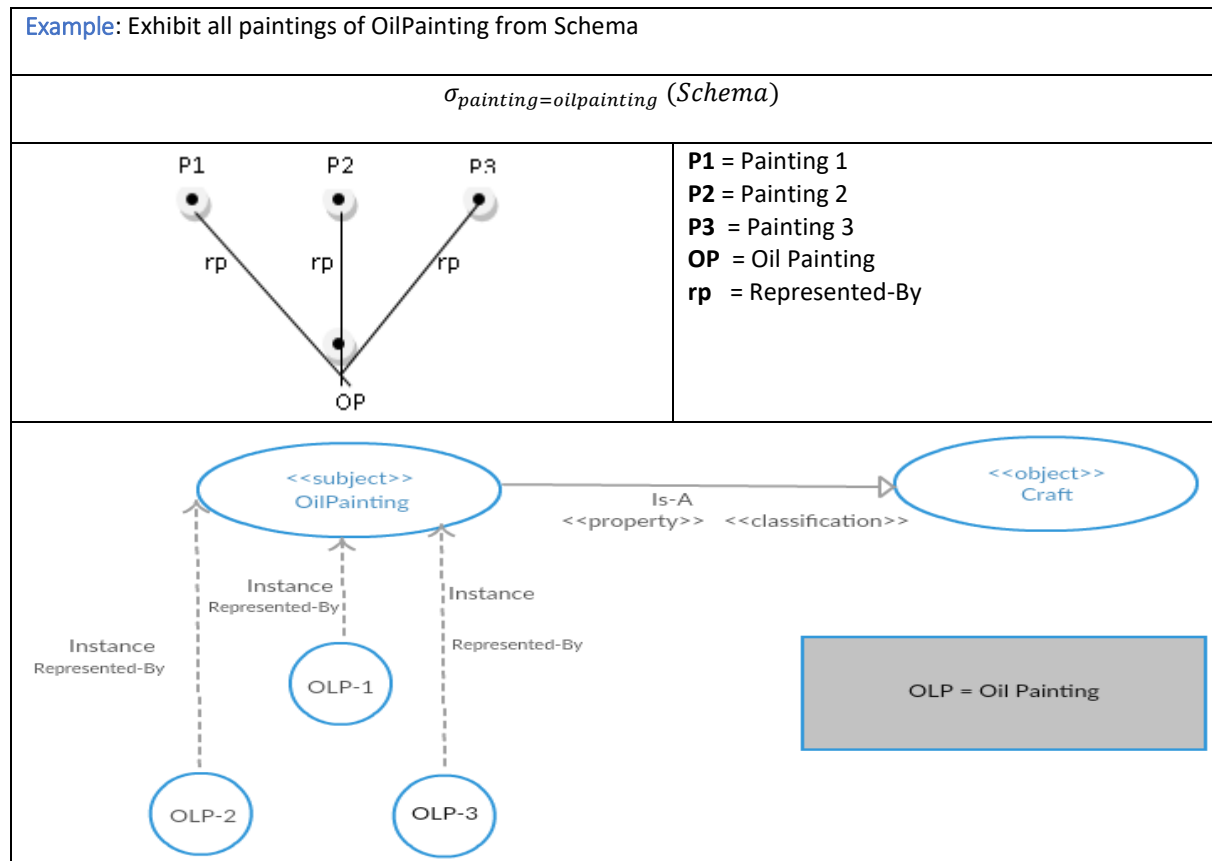 Example: Exhibit all paintings of OilPainting from Schema
σ_{painting=oilpainting} (Schema)
P1 P2 P3
rp rp rp
OP
P1 = Painting 1
P2 = Painting 2
P3 = Painting 3
OP = Oil Painting
rp = Represented-By
<<subject>>
OilPainting
Is-A
<<property>> <<classification>>
<<object>>
Craft
Instance
Represented-By
Instance
Represented-By
Instance
Represented-By
OLP-1
OLP-2
OLP-3
OLP = Oil Painting